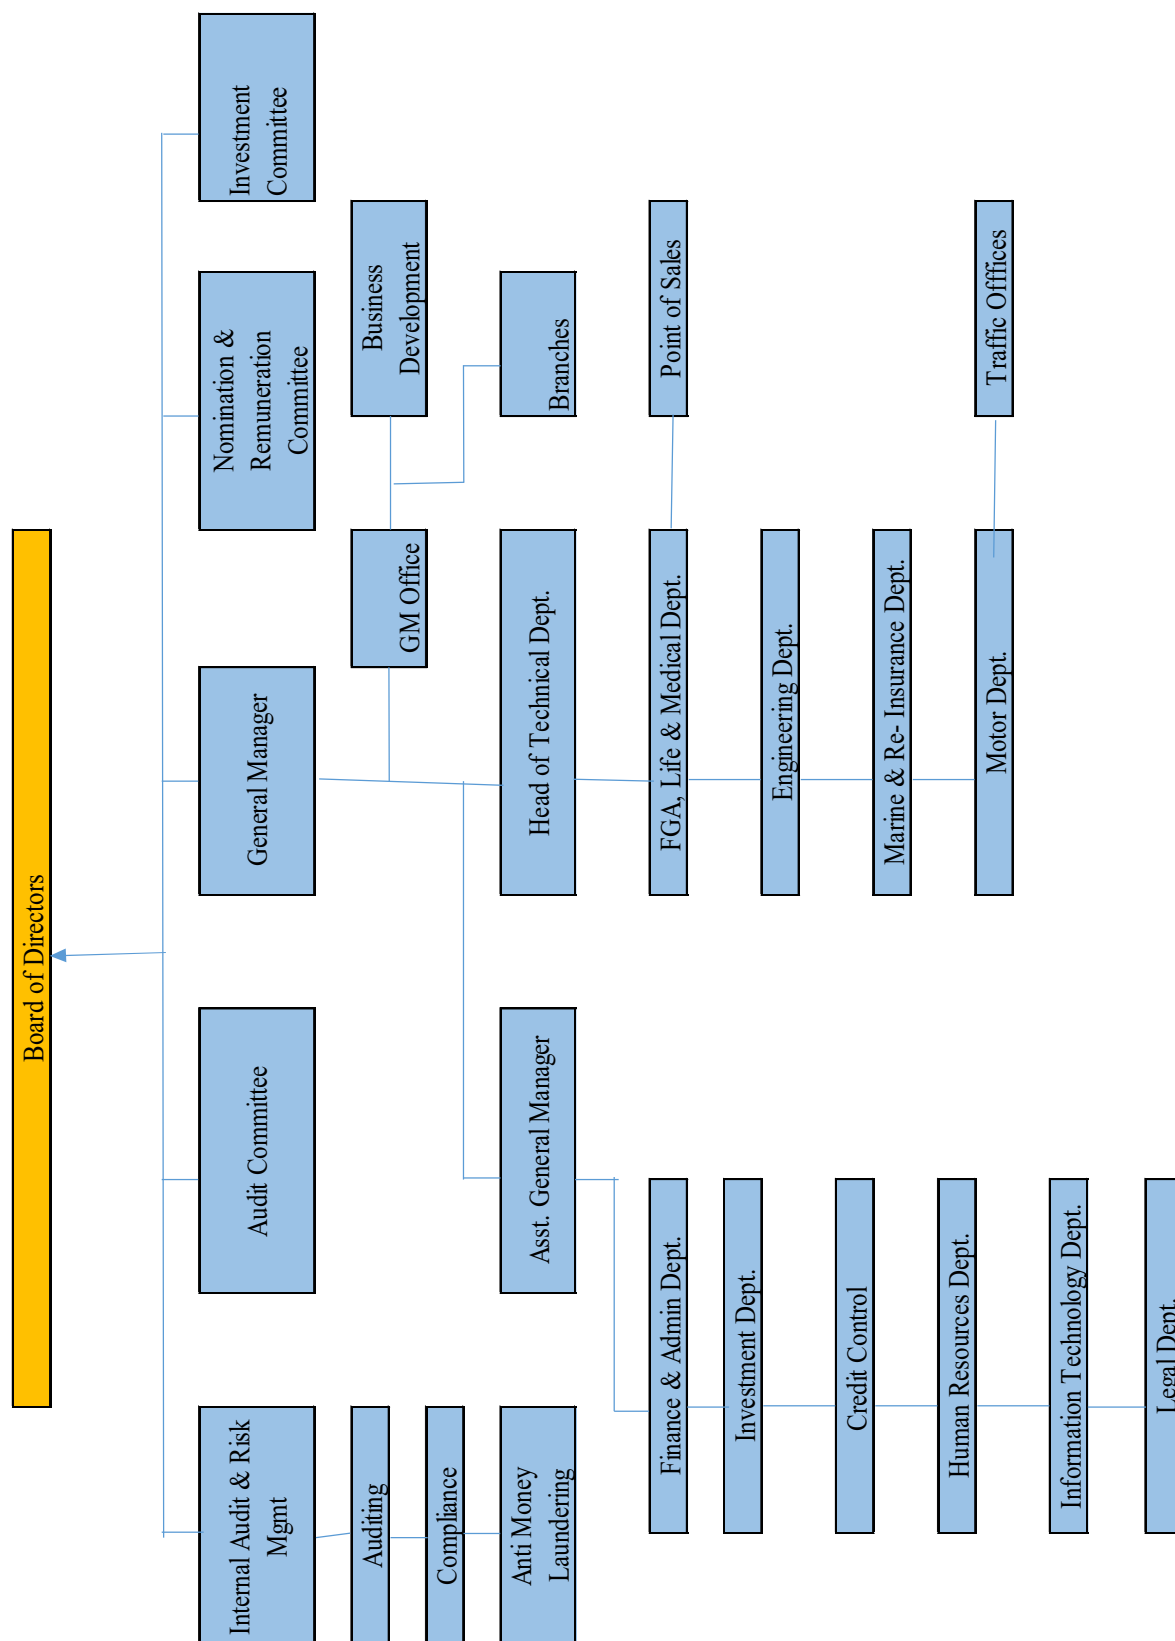 Board of Directors
Internal Audit & Risk
Mgmt
Audit Committee
General Manager
Nomination &
Remuneration
Committee
Investment
Committee
Auditing
GM Office
Business
Development
Compliance
Anti Money
Laundering
Asst. General Manager
Head of Technical Dept.
Branches
Finance & Admin Dept.
FGA, Life & Medical Dept.
Point of Sales
Investment Dept.
Engineering Dept.
Credit Control
Marine & Re- Insurance Dept.
Human Resources Dept.
Motor Dept.
Traffic Offfices
Information Technology Dept.
Legal Dept.